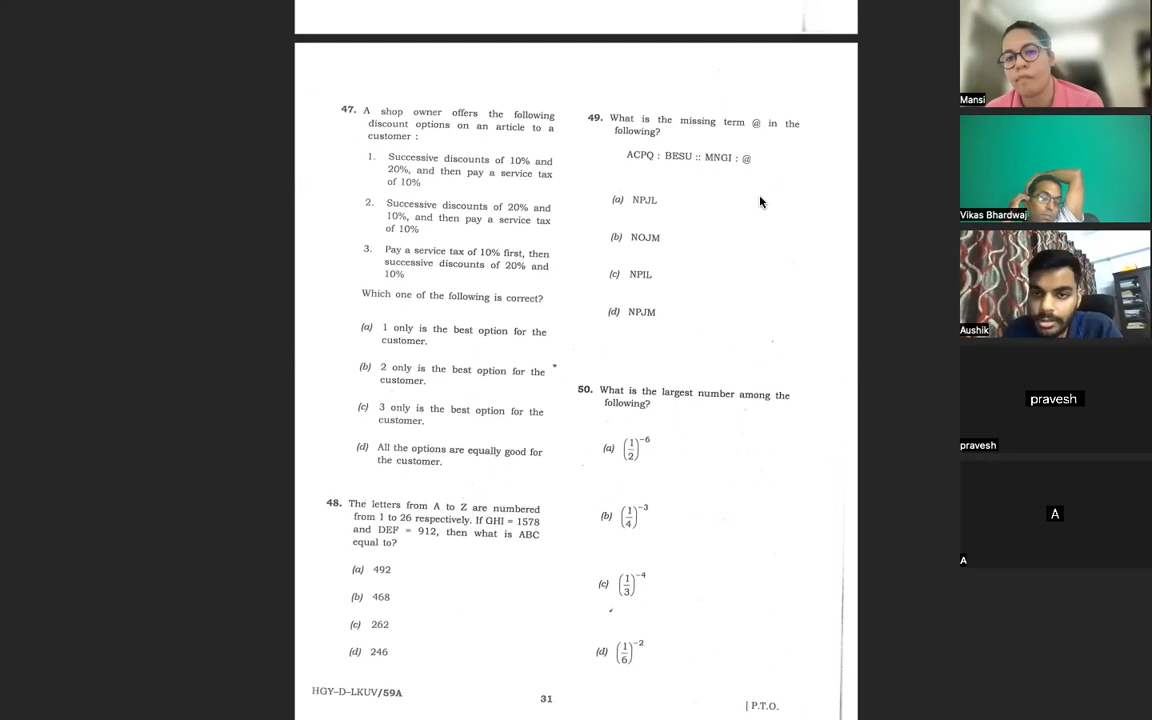 47. A shop owner offers the following
discount options on an article to a
customer :
1. Successive discounts of 10% and
20%, and then pay a service tax
of 10%
2. Successive discounts of 20% and
10%, and then pay a service tax
of 10%
3. Pay a service tax of 10% first, then
successive discounts of 20% and
10%
Which one of the following is correct?
(a) 1 only is the best option for the
customer.
(b) 2 only is the best option for the
customer.
(c) 3 only is the best option for the
customer.
(d) All the options are equally good for
the customer.
48. The letters from A to Z are numbered
from 1 to 26 respectively. If GHI = 1578
and DEF = 912, then what is ABC
equal to?
(a) 492
(b) 468
(c) 262
(d) 246
HGY–D–LKUV/59A
49. What is the missing term @ in the
following?
ACPQ : BESU :: MNGI : @
(a) NPJL
(b) NOJM
(c) NPIL
(d) NPJM
50. What is the largest number among the
following?
(a) (1/2)^–6
(b) (1/4)^–3
(c) (1/3)^–4
(d) (1/6)^–2
31
[ P.T.O.
Mansi
Vikas Bhardwaj
Aushik
pravesh
pravesh
A
A